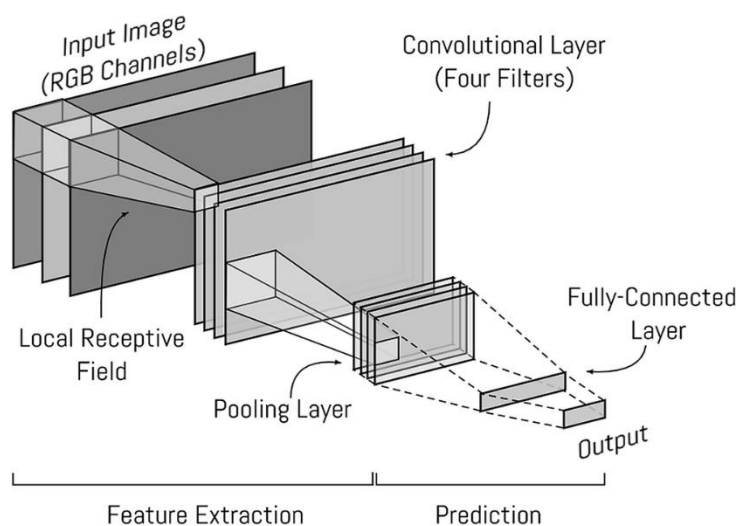 Input Image
(RGB Channels)
Convolutional Layer
(Four Filters)
Local Receptive
Field
Pooling Layer
Fully-Connected
Layer
Output
Feature Extraction
Prediction